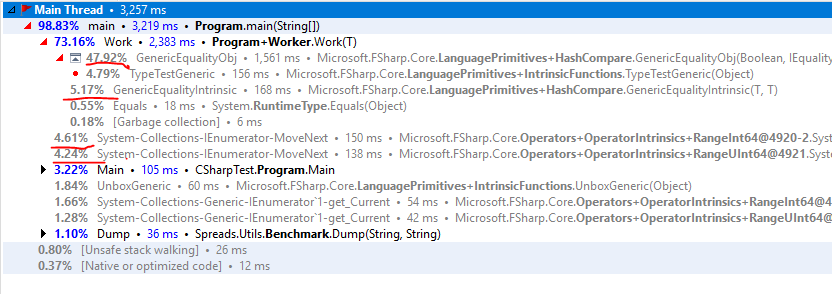 Main Thread • 3,257 ms
98.83% main • 3,219 ms • Program.main(String[])
73.16% Work • 2,383 ms • Program+Worker.Work(T)
47.92% GenericEqualityObj • 1,561 ms • Microsoft.FSharp.Core.LanguagePrimitives+HashCompare.GenericEqualityObj(Boolean, IEquality
4.79% TypeTestGeneric • 156 ms • Microsoft.FSharp.Core.LanguagePrimitives+IntrinsicFunctions.TypeTestGeneric(Object)
5.17% GenericEqualityIntrinsic • 168 ms • Microsoft.FSharp.Core.LanguagePrimitives+HashCompare.GenericEqualityIntrinsic(T, T)
0.55% Equals • 18 ms • System.RuntimeType.Equals(Object)
0.18% [Garbage collection] • 6 ms
4.61% System-Collections-IEnumerator-MoveNext • 150 ms • Microsoft.FSharp.Core.Operators+OperatorIntrinsics+RangeInt64@4920-2.Sys
4.24% System-Collections-IEnumerator-MoveNext • 138 ms • Microsoft.FSharp.Core.Operators+OperatorIntrinsics+RangeUInt64@4921.Syst
3.22% Main • 105 ms • CSharpTest.Program.Main
1.84% UnboxGeneric • 60 ms • Microsoft.FSharp.Core.LanguagePrimitives+IntrinsicFunctions.UnboxGeneric(Object)
1.66% System-Collections-Generic-IEnumerator`1-get_Current • 54 ms • Microsoft.FSharp.Core.Operators+OperatorIntrinsics+RangeInt64@4
1.28% System-Collections-Generic-IEnumerator`1-get_Current • 42 ms • Microsoft.FSharp.Core.Operators+OperatorIntrinsics+RangeUInt64@
1.10% Dump • 36 ms • Spreads.Utils.Benchmark.Dump(String, String)
0.80% [Unsafe stack walking] • 26 ms
0.37% [Native or optimized code] • 12 ms